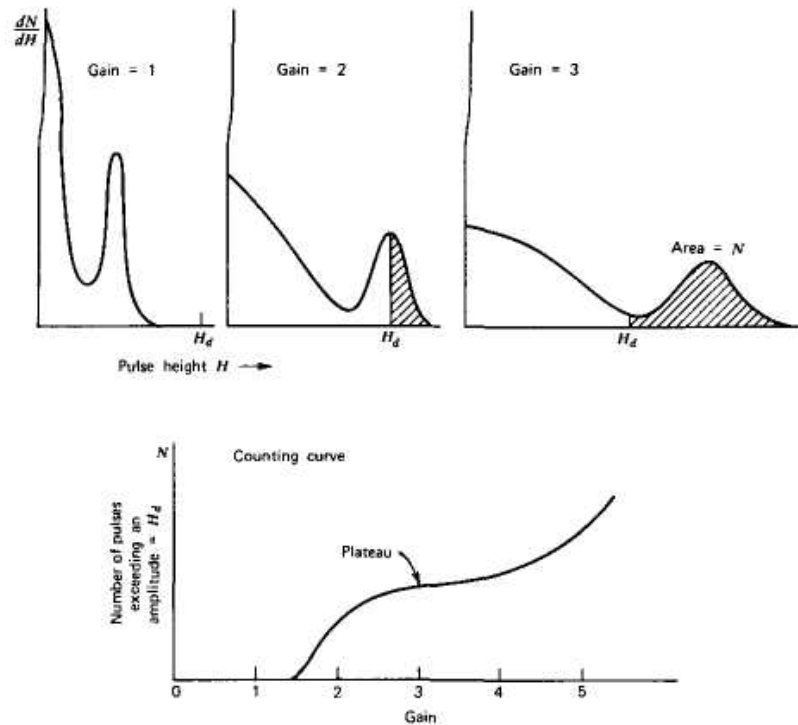 dN
dH
Gain = 1
Gain = 2
Gain = 3
Area = N
H_d
H_d
H_d
Pulse height H
N
Counting curve
Number of pulses
exceeding an
amplitude = H_d
Plateau
0 1 2 3 4 5
Gain